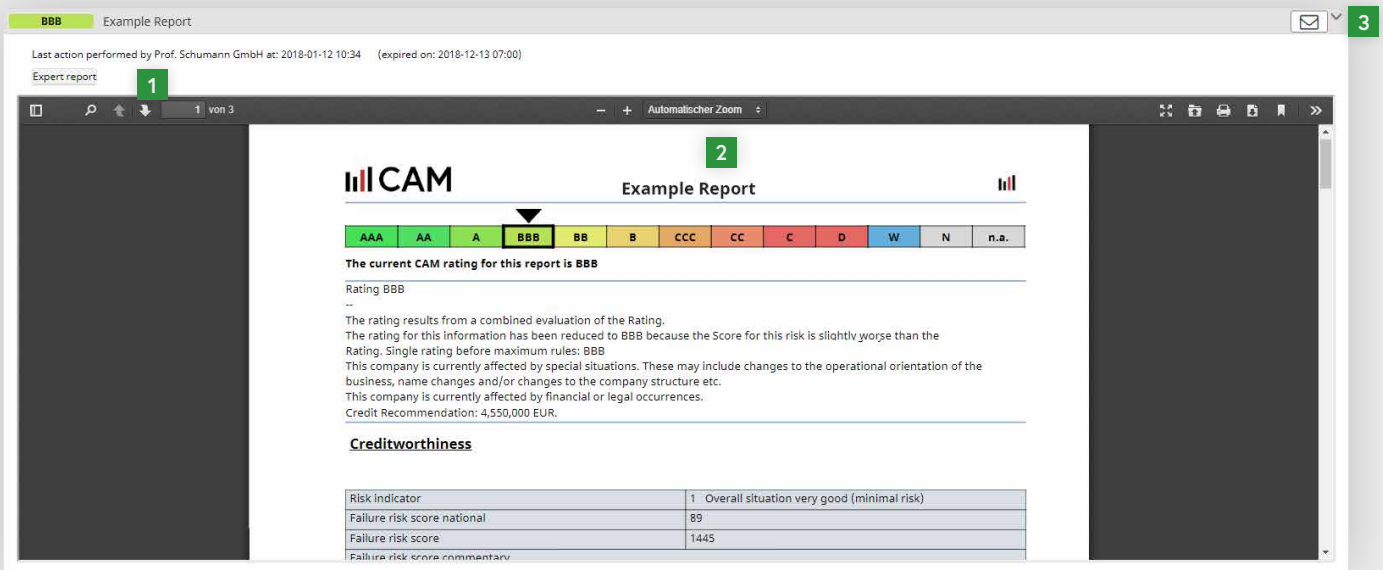 BBB Example Report 3
Last action performed by Prof. Schumann GmbH at: 2018-01-12 10:34 (expired on: 2018-12-13 07:00)
Expert report
1
1 von 3 Automatischer Zoom
2
CAM
Example Report
AAA AA A BBB BB B CCC CC C D W N n.a.
The current CAM rating for this report is BBB
Rating BBB
--
The rating results from a combined evaluation of the Rating.
The rating for this information has been reduced to BBB because the Score for this risk is slightly worse than the
Rating. Single rating before maximum rules: BBB
This company is currently affected by special situations. These may include changes to the operational orientation of the
business, name changes and/or changes to the company structure etc.
This company is currently affected by financial or legal occurrences.
Credit Recommendation: 4,550,000 EUR.
Creditworthiness
Risk indicator 1 Overall situation very good (minimal risk)
Failure risk score national 89
Failure risk score 1445
Failure risk score commentary